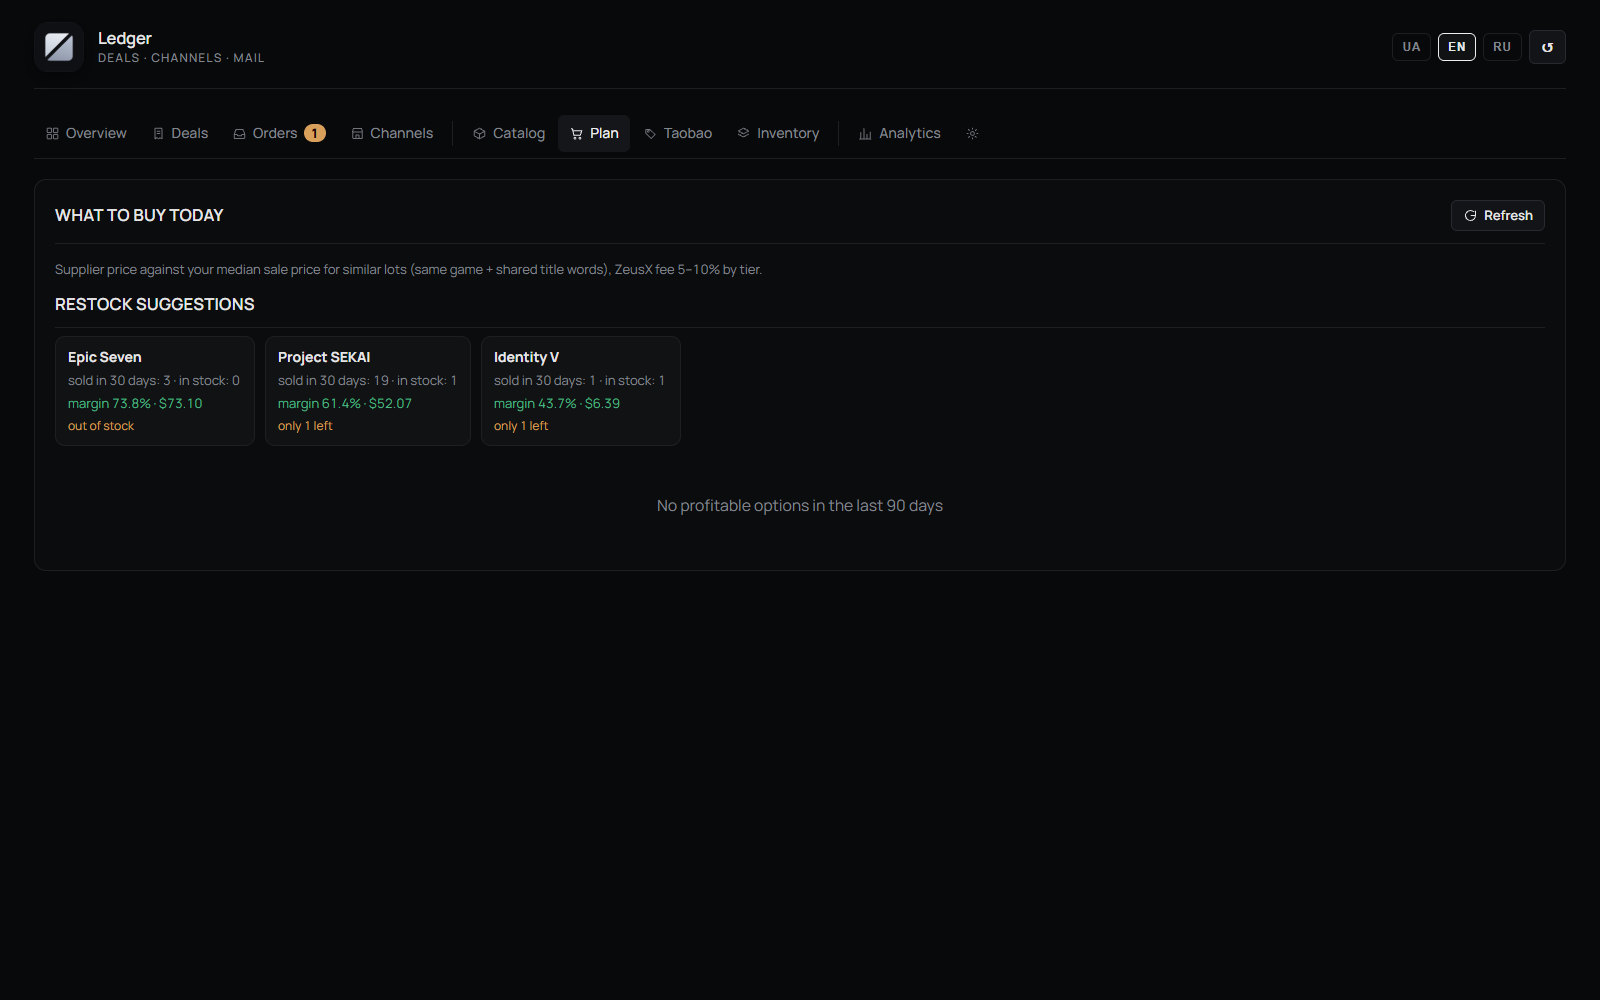 Ledger
DEALS · CHANNELS · MAIL
UA EN RU ↺
Overview Deals Orders 1 Channels Catalog Plan Taobao Inventory Analytics
WHAT TO BUY TODAY
Refresh
Supplier price against your median sale price for similar lots (same game + shared title words), ZeusX fee 5–10% by tier.
RESTOCK SUGGESTIONS
Epic Seven
sold in 30 days: 3 · in stock: 0
margin 73.8% · $73.10
out of stock
Project SEKAI
sold in 30 days: 19 · in stock: 1
margin 61.4% · $52.07
only 1 left
Identity V
sold in 30 days: 1 · in stock: 1
margin 43.7% · $6.39
only 1 left
No profitable options in the last 90 days